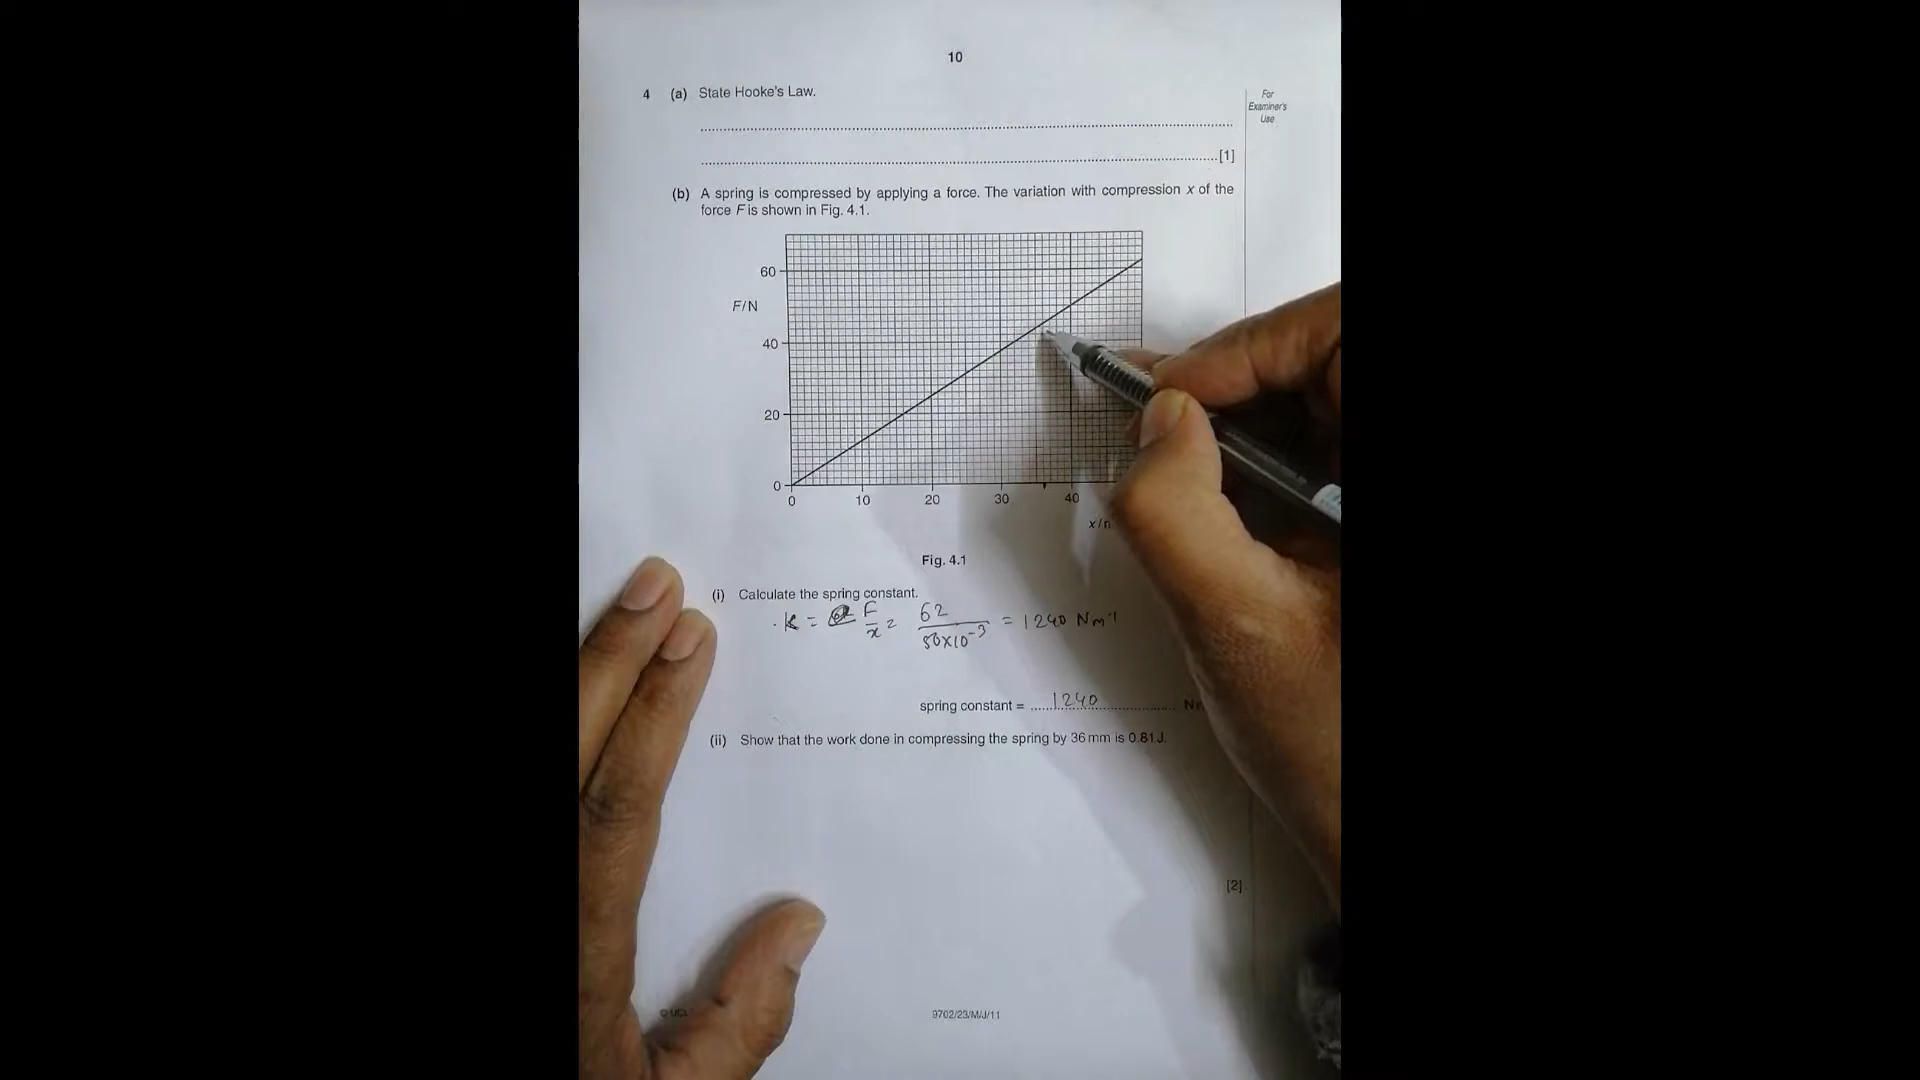 10
4 (a) State Hooke's Law.
For
Examiner's
Use
[1]
(b) A spring is compressed by applying a force. The variation with compression x of the
force F is shown in Fig. 4.1.
60
F/N
40
20
0
0 10 20 30 40
Fig. 4.1
(i) Calculate the spring constant.
K = F/x = 62/50×10⁻³ = 1240 Nm⁻¹
spring constant = 1240
(ii) Show that the work done in compressing the spring by 36 mm is 0.81 J.
[2]
9702/23/M/J/11